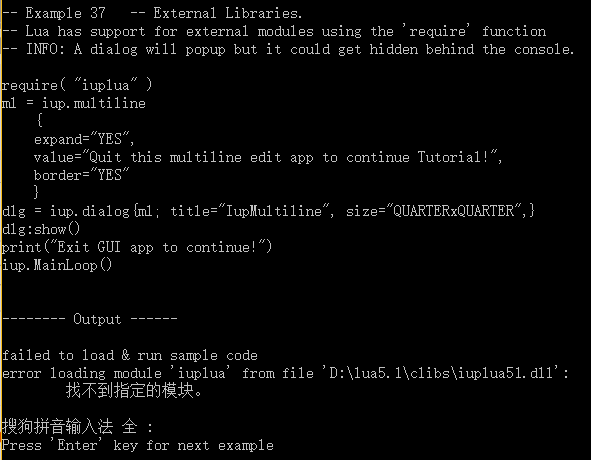 -- Example 37   -- External Libraries.
-- Lua has support for external modules using the 'require' function
-- INFO: A dialog will popup but it could get hidden behind the console.
require( "iuplua" )
ml = iup.multiline
{
expand="YES",
value="Quit this multiline edit app to continue Tutorial!",
border="YES"
}
dlg = iup.dialog{ml; title="IupMultiline", size="QUARTERxQUARTER",}
dlg:show()
print("Exit GUI app to continue!")
iup.MainLoop()
-------- Output ------
failed to load & run sample code
error loading module 'iuplua' from file 'D:\lua5.1\clibs\iuplua51.dll':
找不到指定的模块。
搜狗拼音输入法 全 :
Press 'Enter' key for next example